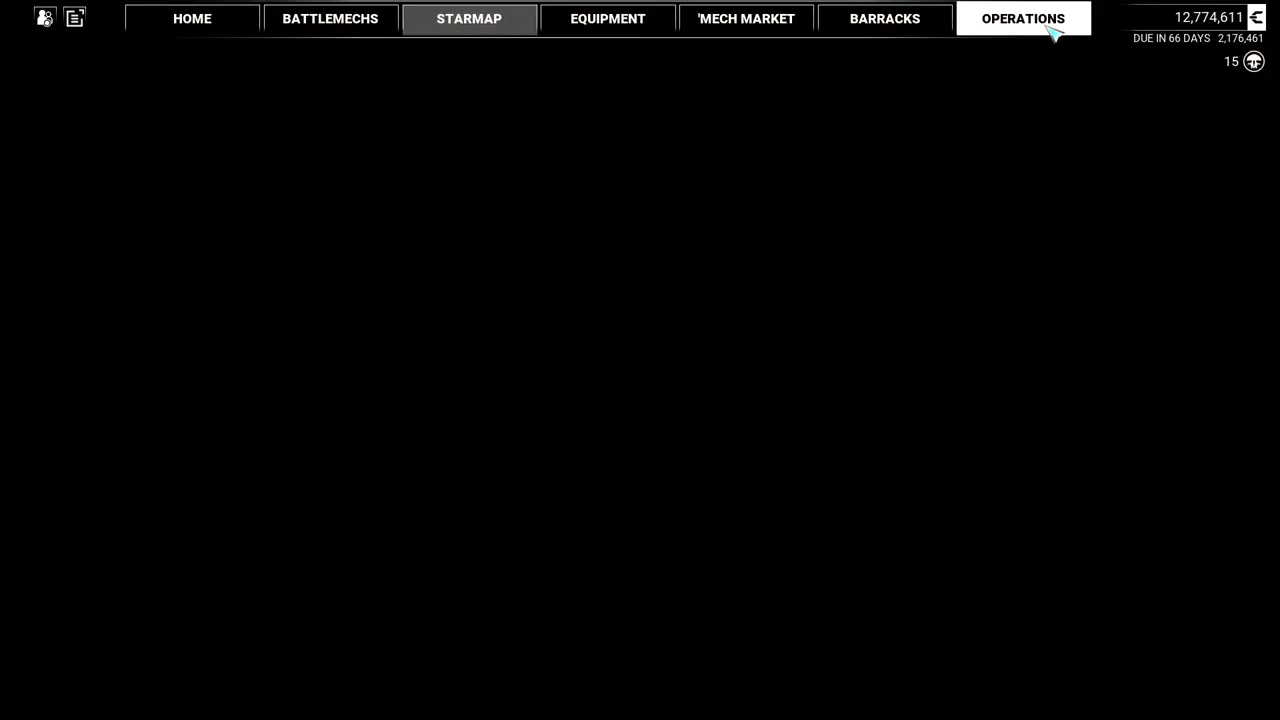 HOME
BATTLEMECHS
STARMAP
EQUIPMENT
'MECH MARKET
BARRACKS
OPERATIONS
12,774,611
DUE IN 66 DAYS 2,176,461
15